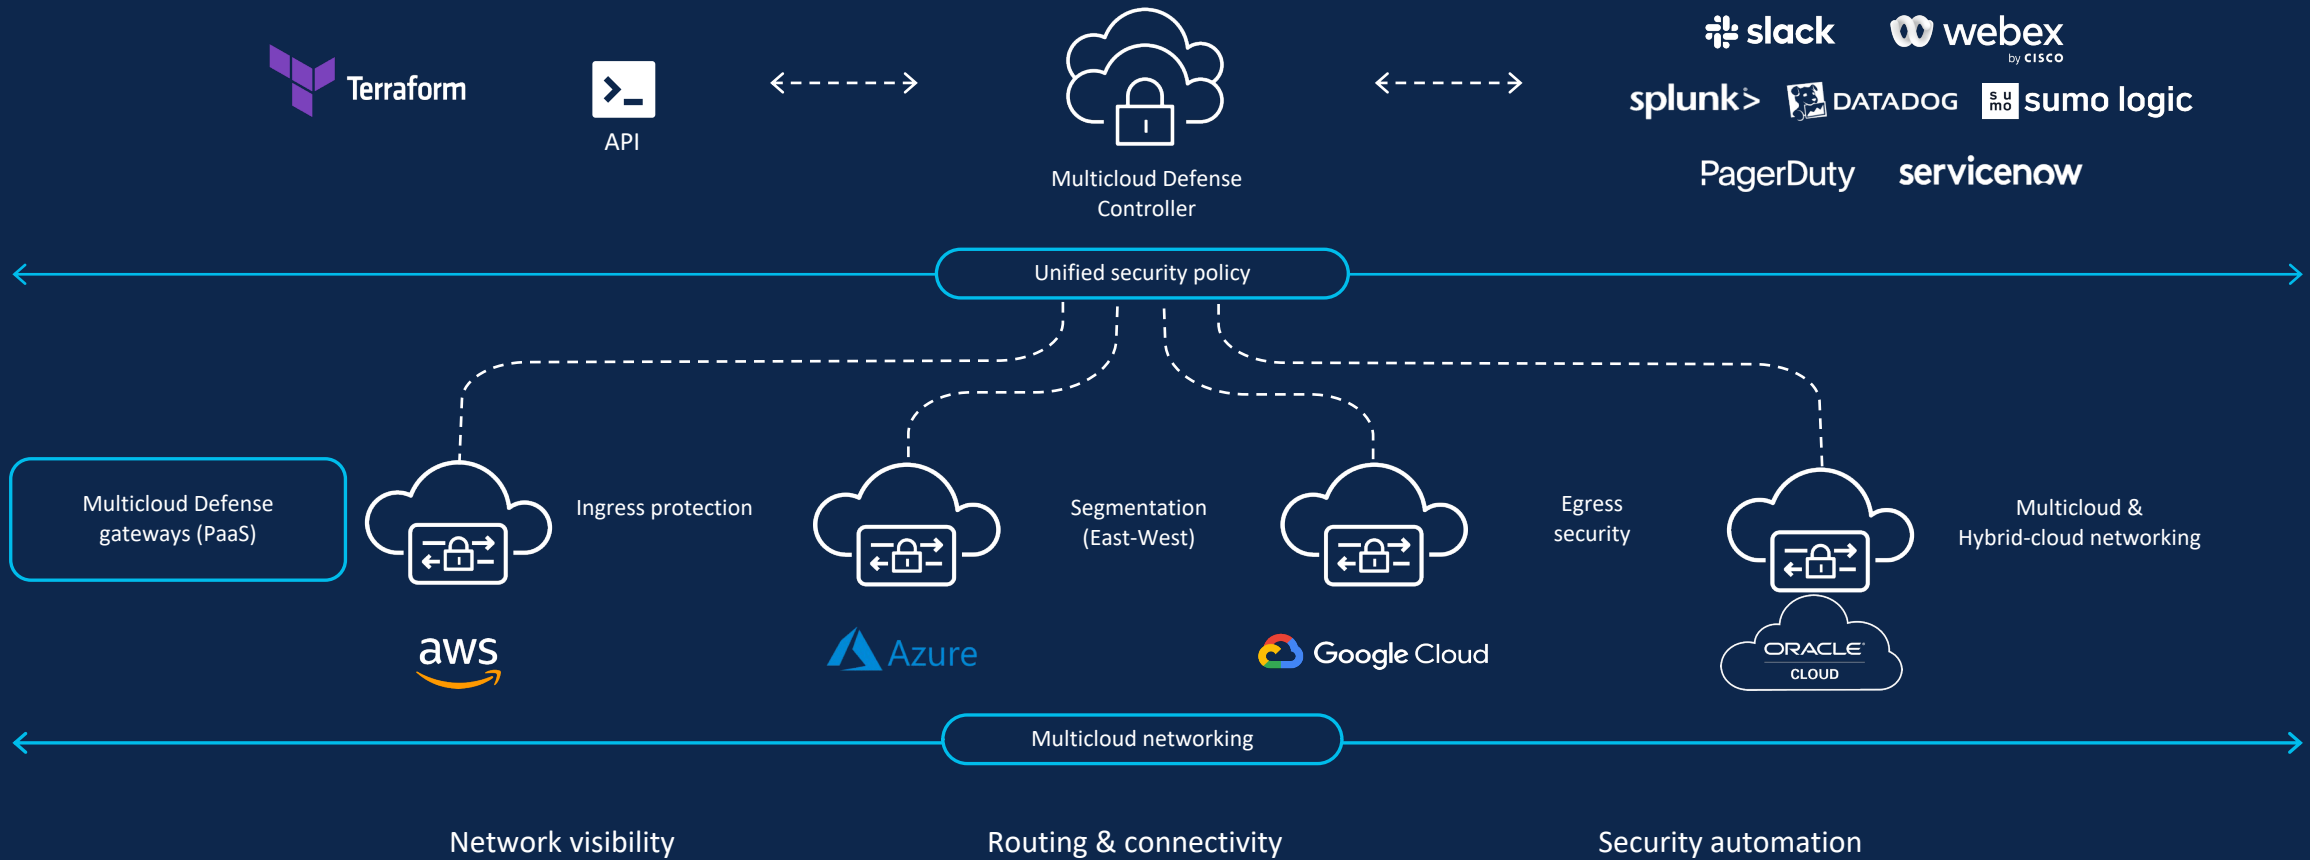 Terraform
>_
API
Multicloud Defense
Controller
slack
webex
by CISCO
splunk>
DATADOG
su
mo
sumo logic
PagerDuty
servicenow
Unified security policy
Multicloud Defense
gateways (PaaS)
Ingress protection
Segmentation
(East-West)
Egress
security
Multicloud &
Hybrid-cloud networking
aws
Azure
Google Cloud
ORACLE
CLOUD
Multicloud networking
Network visibility
Routing & connectivity
Security automation